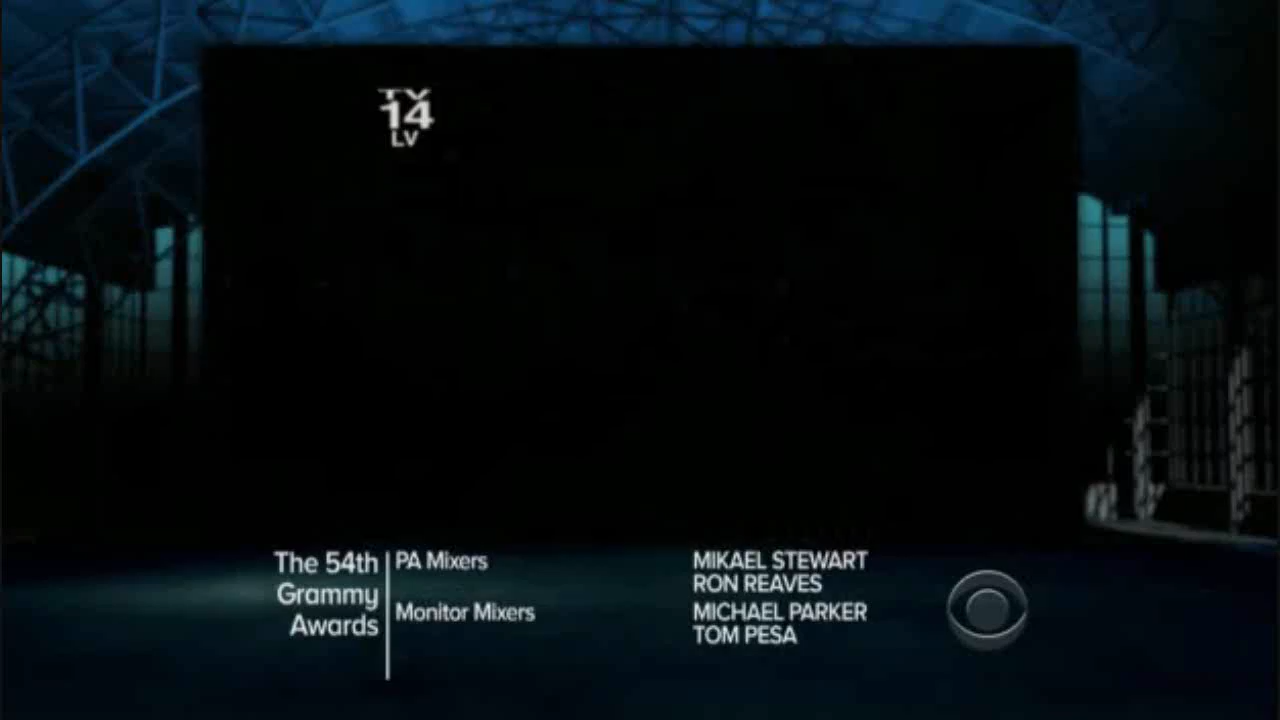 TV
14
LV
The 54th
Grammy
Awards
PA Mixers
MIKAEL STEWART
RON REAVES
Monitor Mixers
MICHAEL PARKER
TOM PESA